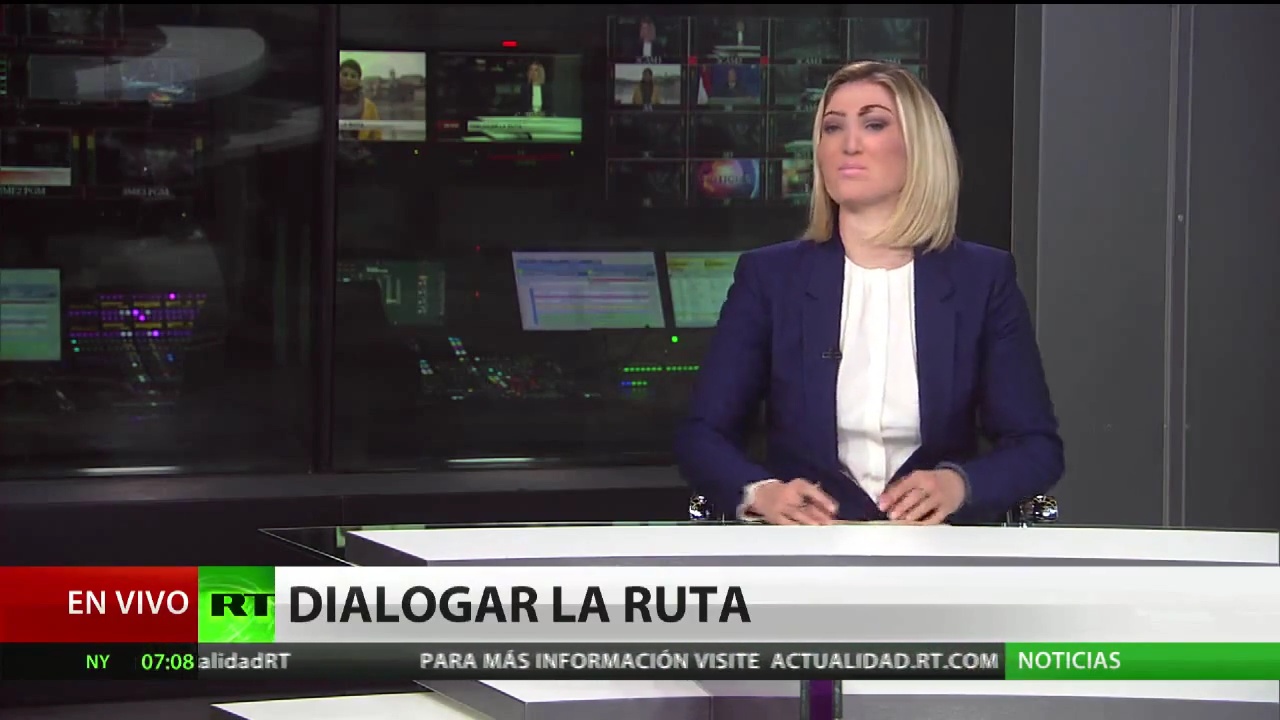 EN VIVO RT DIALOGAR LA RUTA
NY 07:08 alidadRT PARA MÁS INFORMACIÓN VISITE ACTUALIDAD.RT.COM NOTICIAS